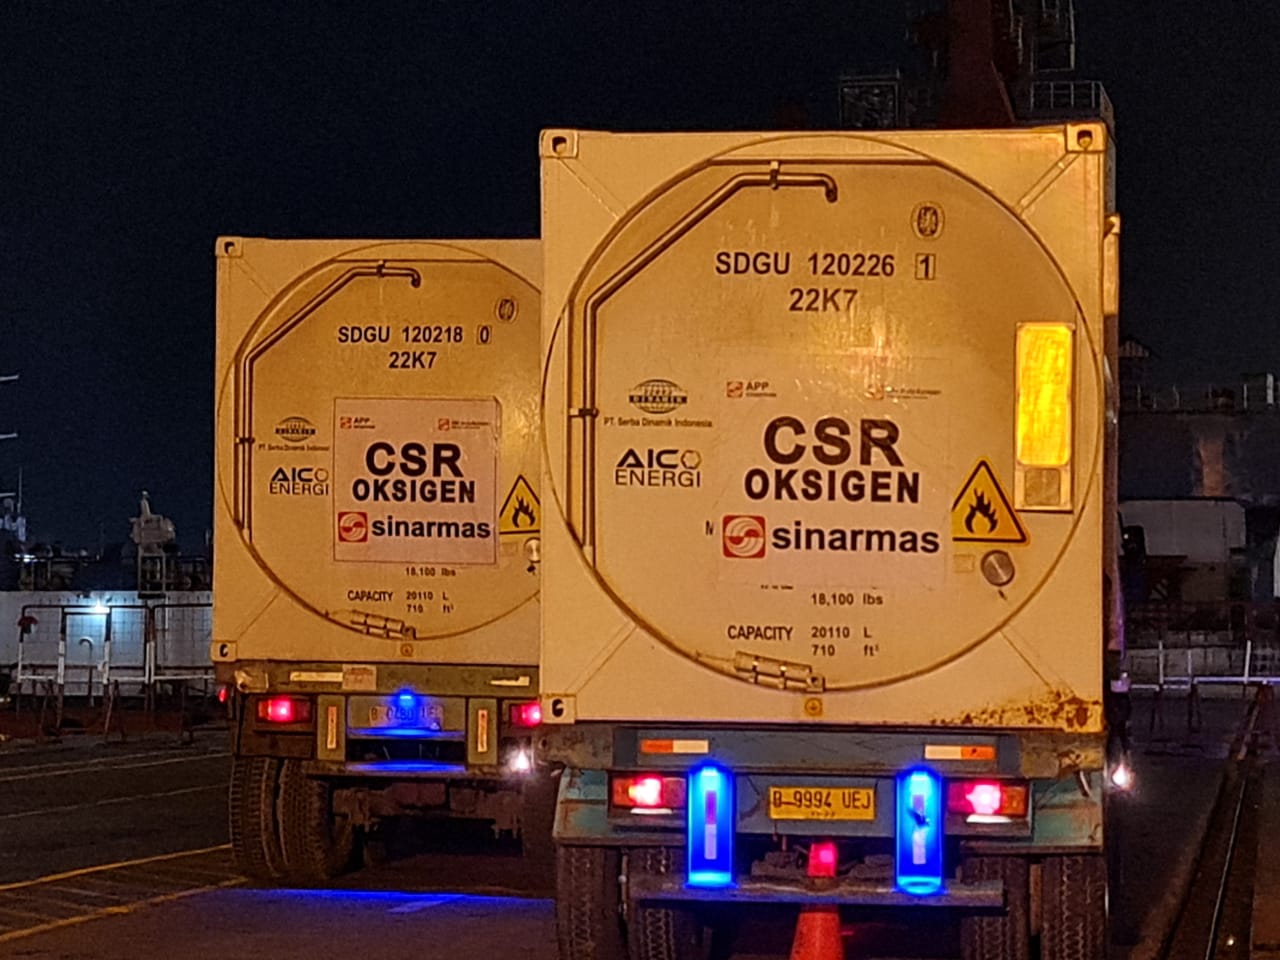 SDGU 120218 0
22K7
DINAMIK
PT. Serba Dinamik Indonesia
AICO
ENERGI
APP
CSR
OKSIGEN
sinarmas
18,100 lbs
CAPACITY 20110 L
710 ft³
SDGU 120226 1
22K7
DINAMIK
PT. Serba Dinamik Indonesia
AICO
ENERGI
APP
CSR
OKSIGEN
sinarmas
18,100 lbs
CAPACITY 20110 L
710 ft³
B 9994 UEJ